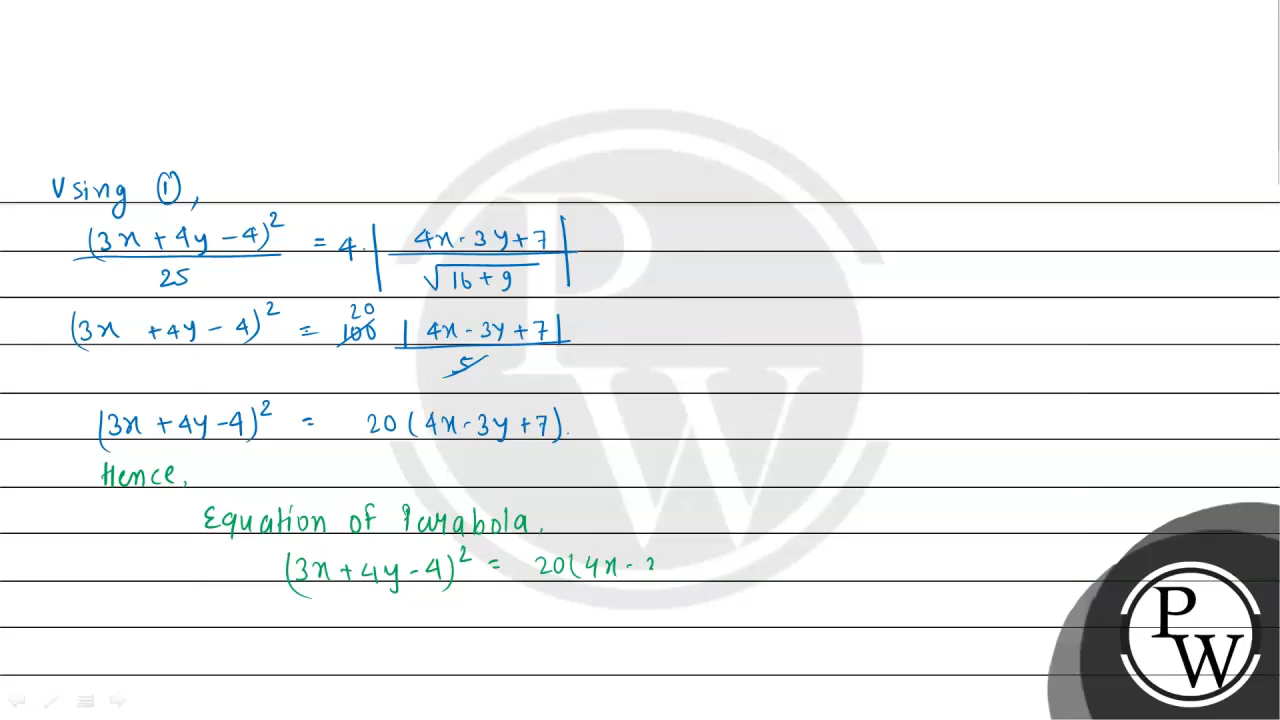 Using ①,
(3x + 4y - 4)² / 25 = 4 · | 4x - 3y + 7 / √16 + 9 |
(3x + 4y - 4)² = 100 20 | 4x - 3y + 7 | / 5
(3x + 4y - 4)² = 20 ( 4x - 3y + 7 ).
Hence,
Equation of Parabola,
(3x + 4y - 4)² = 20 ( 4x -
P
W
P
W